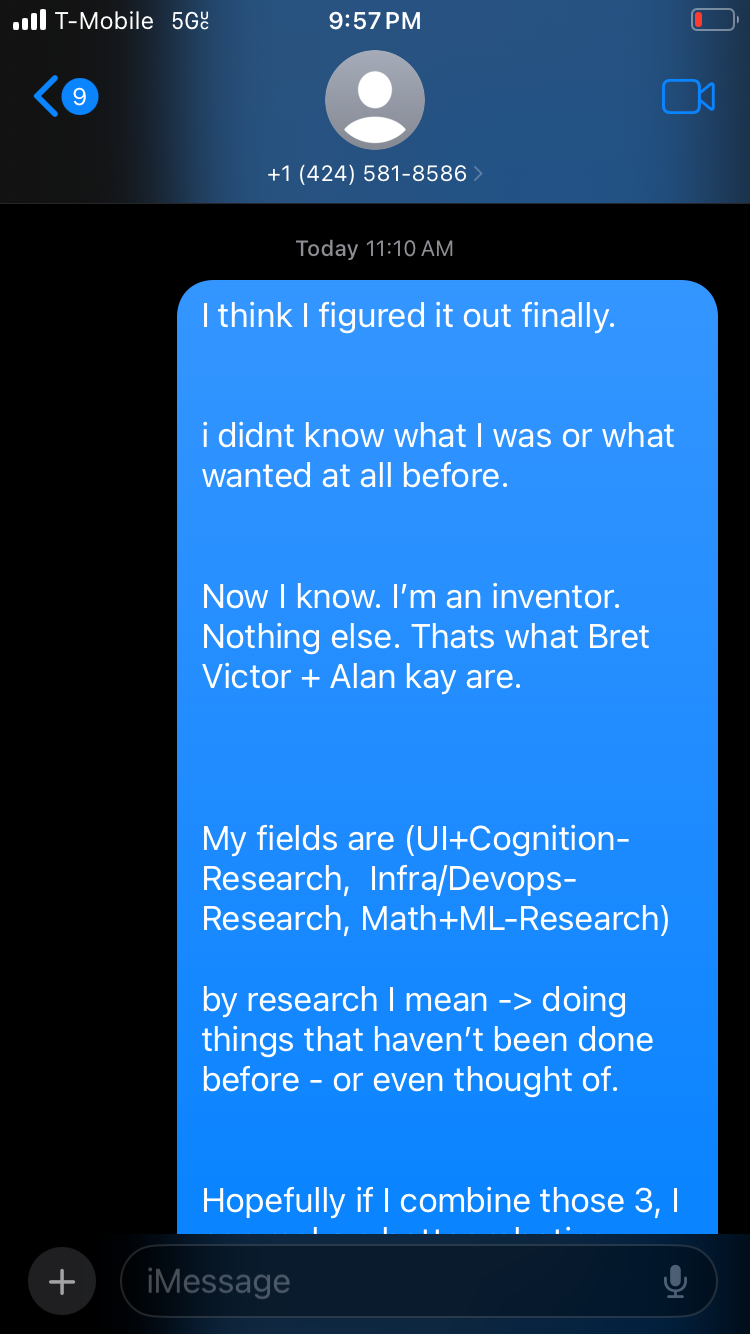 T-Mobile 5G 9:57 PM
9
+1 (424) 581-8586
Today 11:10 AM
I think I figured it out finally.
i didnt know what I was or what
wanted at all before.
Now I know. I’m an inventor.
Nothing else. Thats what Bret
Victor + Alan kay are.
My fields are (UI+Cognition-
Research,  Infra/Devops-
Research, Math+ML-Research)
by research I mean -> doing
things that haven’t been done
before - or even thought of.
Hopefully if I combine those 3, I
iMessage